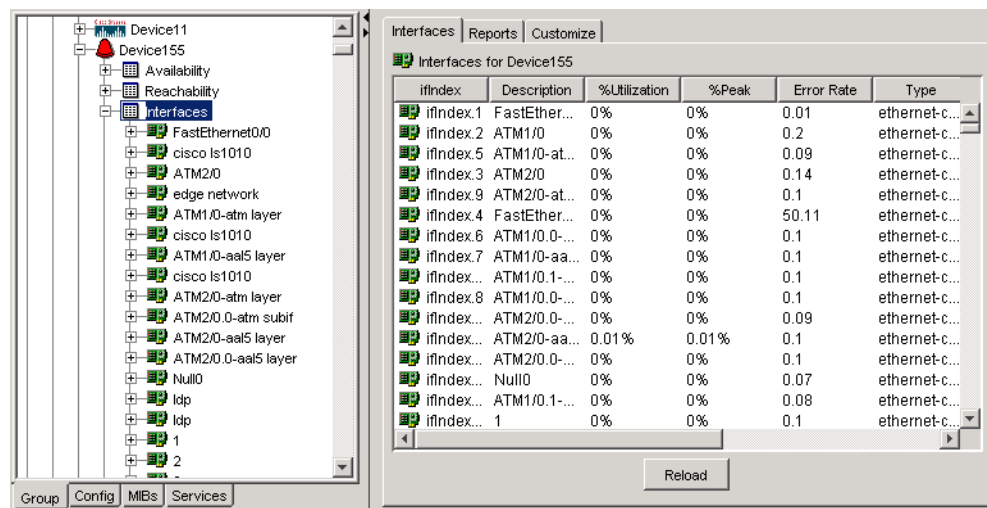 Device11
Device155
Availability
Reachability
Interfaces
FastEthernet0/0
cisco ls1010
ATM2/0
edge network
ATM1/0-atm layer
cisco ls1010
ATM1/0-aal5 layer
cisco ls1010
ATM2/0-atm layer
ATM2/0.0-atm subif
ATM2/0-aal5 layer
ATM2/0.0-aal5 layer
Null0
ldp
ldp
1
2
Group Config MIBs Services
Interfaces Reports Customize
Interfaces for Device155
ifIndex Description %Utilization %Peak Error Rate Type
ifIndex.1 FastEther... 0% 0% 0.01 ethernet-c...
ifIndex.2 ATM1/0 0% 0% 0.2 ethernet-c...
ifIndex.5 ATM1/0-at... 0% 0% 0.09 ethernet-c...
ifIndex.3 ATM2/0 0% 0% 0.14 ethernet-c...
ifIndex.9 ATM2/0-at... 0% 0% 0.1 ethernet-c...
ifIndex.4 FastEther... 0% 0% 50.11 ethernet-c...
ifIndex.6 ATM1/0.0-... 0% 0% 0.1 ethernet-c...
ifIndex.7 ATM1/0-aa... 0% 0% 0.1 ethernet-c...
ifIndex... ATM1/0.1-... 0% 0% 0.1 ethernet-c...
ifIndex.8 ATM1/0.0-... 0% 0% 0.1 ethernet-c...
ifIndex... ATM2/0.0-... 0% 0% 0.09 ethernet-c...
ifIndex... ATM2/0-aa... 0.01% 0.01% 0.1 ethernet-c...
ifIndex... ATM2/0.0-... 0% 0% 0.1 ethernet-c...
ifIndex... Null0 0% 0% 0.07 ethernet-c...
ifIndex... ATM1/0.1-... 0% 0% 0.08 ethernet-c...
ifIndex... 1 0% 0% 0.1 ethernet-c...
Reload